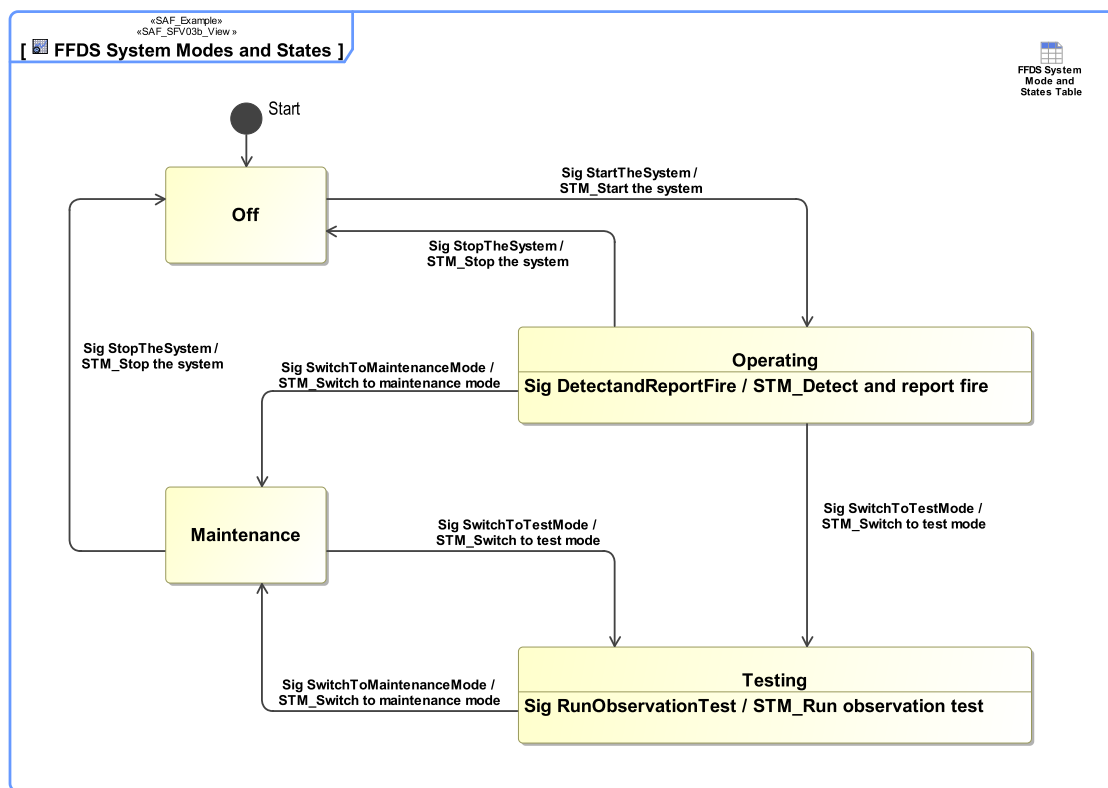 «SAF_Example»
«SAF_SFV03b_View »
[ FFDS System Modes and States ]
FFDS System
Mode and
States Table
Start
Off
Sig StartTheSystem /
STM_Start the system
Sig StopTheSystem /
STM_Stop the system
Sig StopTheSystem /
STM_Stop the system
Sig SwitchToMaintenanceMode /
STM_Switch to maintenance mode
Operating
Sig DetectandReportFire / STM_Detect and report fire
Maintenance
Sig SwitchToTestMode /
STM_Switch to test mode
Sig SwitchToTestMode /
STM_Switch to test mode
Sig SwitchToMaintenanceMode /
STM_Switch to maintenance mode
Testing
Sig RunObservationTest / STM_Run observation test